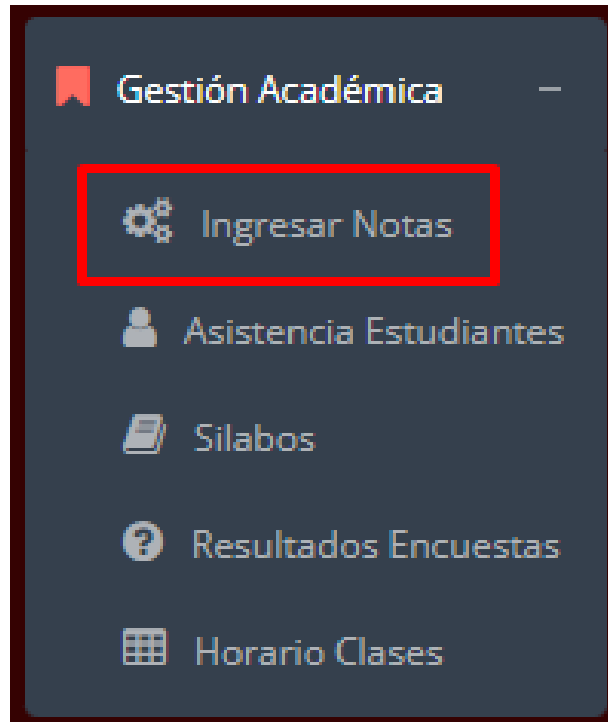 Gestión Académica
Ingresar Notas
Asistencia Estudiantes
Silabos
Resultados Encuestas
Horario Clases